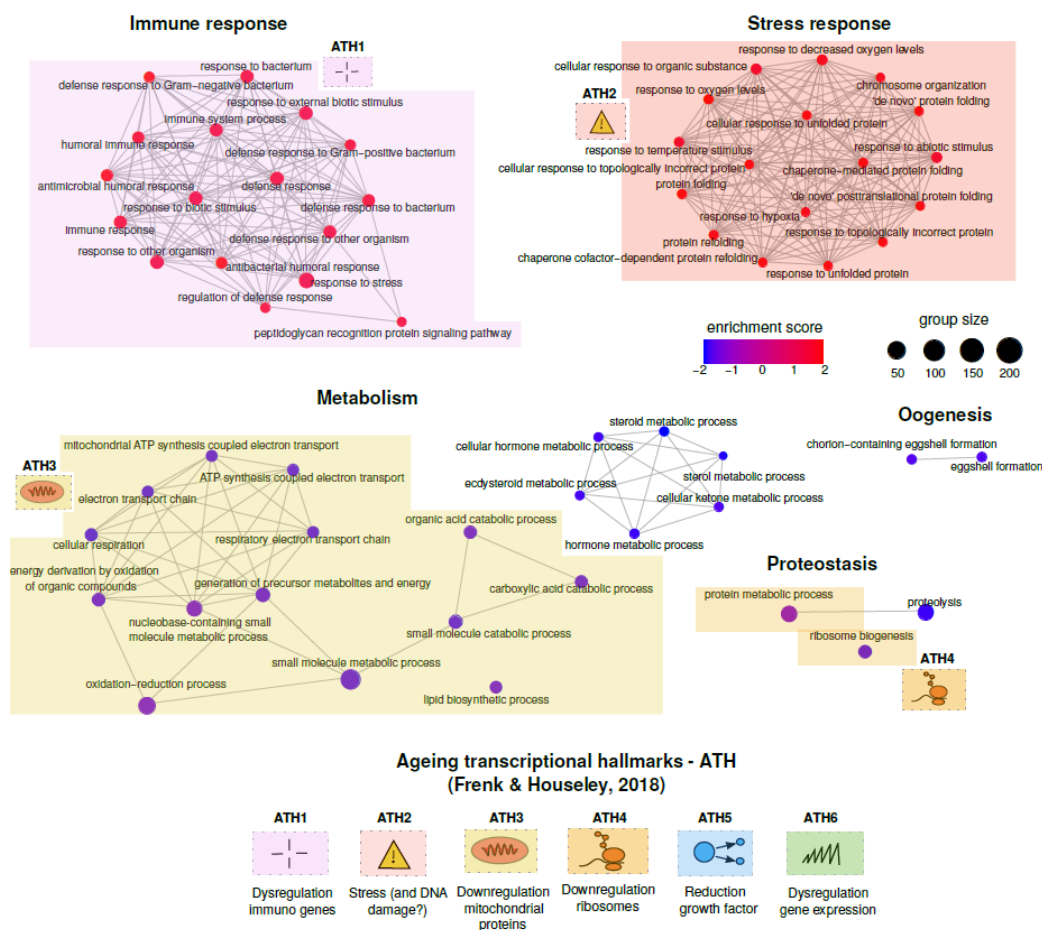 Immune response
ATH1
response to bacterium
defense response to Gram−negative bacterium
response to external biotic stimulus
immune system process
humoral immune response
defense response to Gram−positive bacterium
antimicrobial humoral response
defense response
response to biotic stimulus
defense response to bacterium
immune response
defense response to other organism
response to other organism
antibacterial humoral response
response to stress
regulation of defense response
peptidoglycan recognition protein signaling pathway
Stress response
ATH2
response to decreased oxygen levels
cellular response to organic substance
chromosome organization
response to oxygen levels
'de novo' protein folding
cellular response to unfolded protein
response to temperature stimulus
response to abiotic stimulus
cellular response to topologically incorrect protein
chaperone−mediated protein folding
protein folding
'de novo' posttranslational protein folding
response to hypoxia
protein refolding
response to topologically incorrect protein
chaperone cofactor−dependent protein refolding
response to unfolded protein
enrichment score
−2 −1 0 1 2
group size
50 100 150 200
Metabolism
ATH3
mitochondrial ATP synthesis coupled electron transport
ATP synthesis coupled electron transport
electron transport chain
cellular respiration
respiratory electron transport chain
energy derivation by oxidation
of organic compounds
generation of precursor metabolites and energy
nucleobase−containing small
molecule metabolic process
organic acid catabolic process
carboxylic acid catabolic process
small molecule catabolic process
small molecule metabolic process
oxidation−reduction process
lipid biosynthetic process
steroid metabolic process
cellular hormone metabolic process
sterol metabolic process
ecdysteroid metabolic process
cellular ketone metabolic process
hormone metabolic process
Oogenesis
chorion−containing eggshell formation
eggshell formation
Proteostasis
protein metabolic process
proteolysis
ribosome biogenesis
ATH4
Ageing transcriptional hallmarks - ATH
(Frenk & Houseley, 2018)
ATH1 ATH2 ATH3 ATH4 ATH5 ATH6
Dysregulation
immuno genes
Stress (and DNA
damage?)
Downregulation
mitochondrial
proteins
Downregulation
ribosomes
Reduction
growth factor
Dysregulation
gene expression